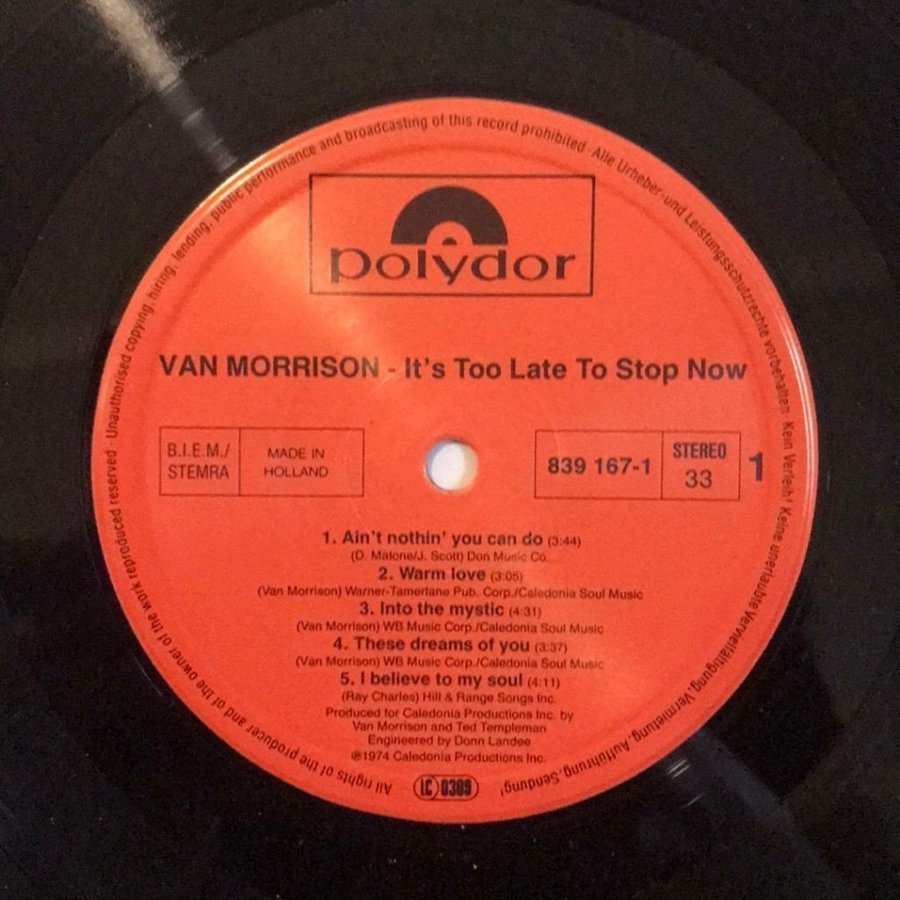 polydor
VAN MORRISON - It's Too Late To Stop Now
B.I.E.M./
STEMRA
MADE IN
HOLLAND
839 167-1
STEREO
33
1
1. Ain't nothin' you can do (3:44)
(D. Malone/J. Scott) Don Music Co.
2. Warm love (3:05)
(Van Morrison) Warner-Tamerlane Pub. Corp./Caledonia Soul Music
3. Into the mystic (4:31)
(Van Morrison) WB Music Corp./Caledonia Soul Music
4. These dreams of you (3:37)
(Van Morrison) WB Music Corp./Caledonia Soul Music
5. I believe to my soul (4:11)
(Ray Charles) Hill & Range Songs Inc.
Produced for Caledonia Productions Inc. by
Van Morrison and Ted Templeman
Engineered by Donn Landee
℗1974 Caledonia Productions Inc.
LC 0309
All rights of the producer and of the owner of the work reproduced reserved · Unauthorised copying, hiring, lending, public performance and broadcasting of this record prohibited · Alle Urheber-und Leistungsschutzrechte vorbehalten. Kein Verleih! Keine unerlaubte Vervielfältigung, Vermietung, Aufführung, Sendung!